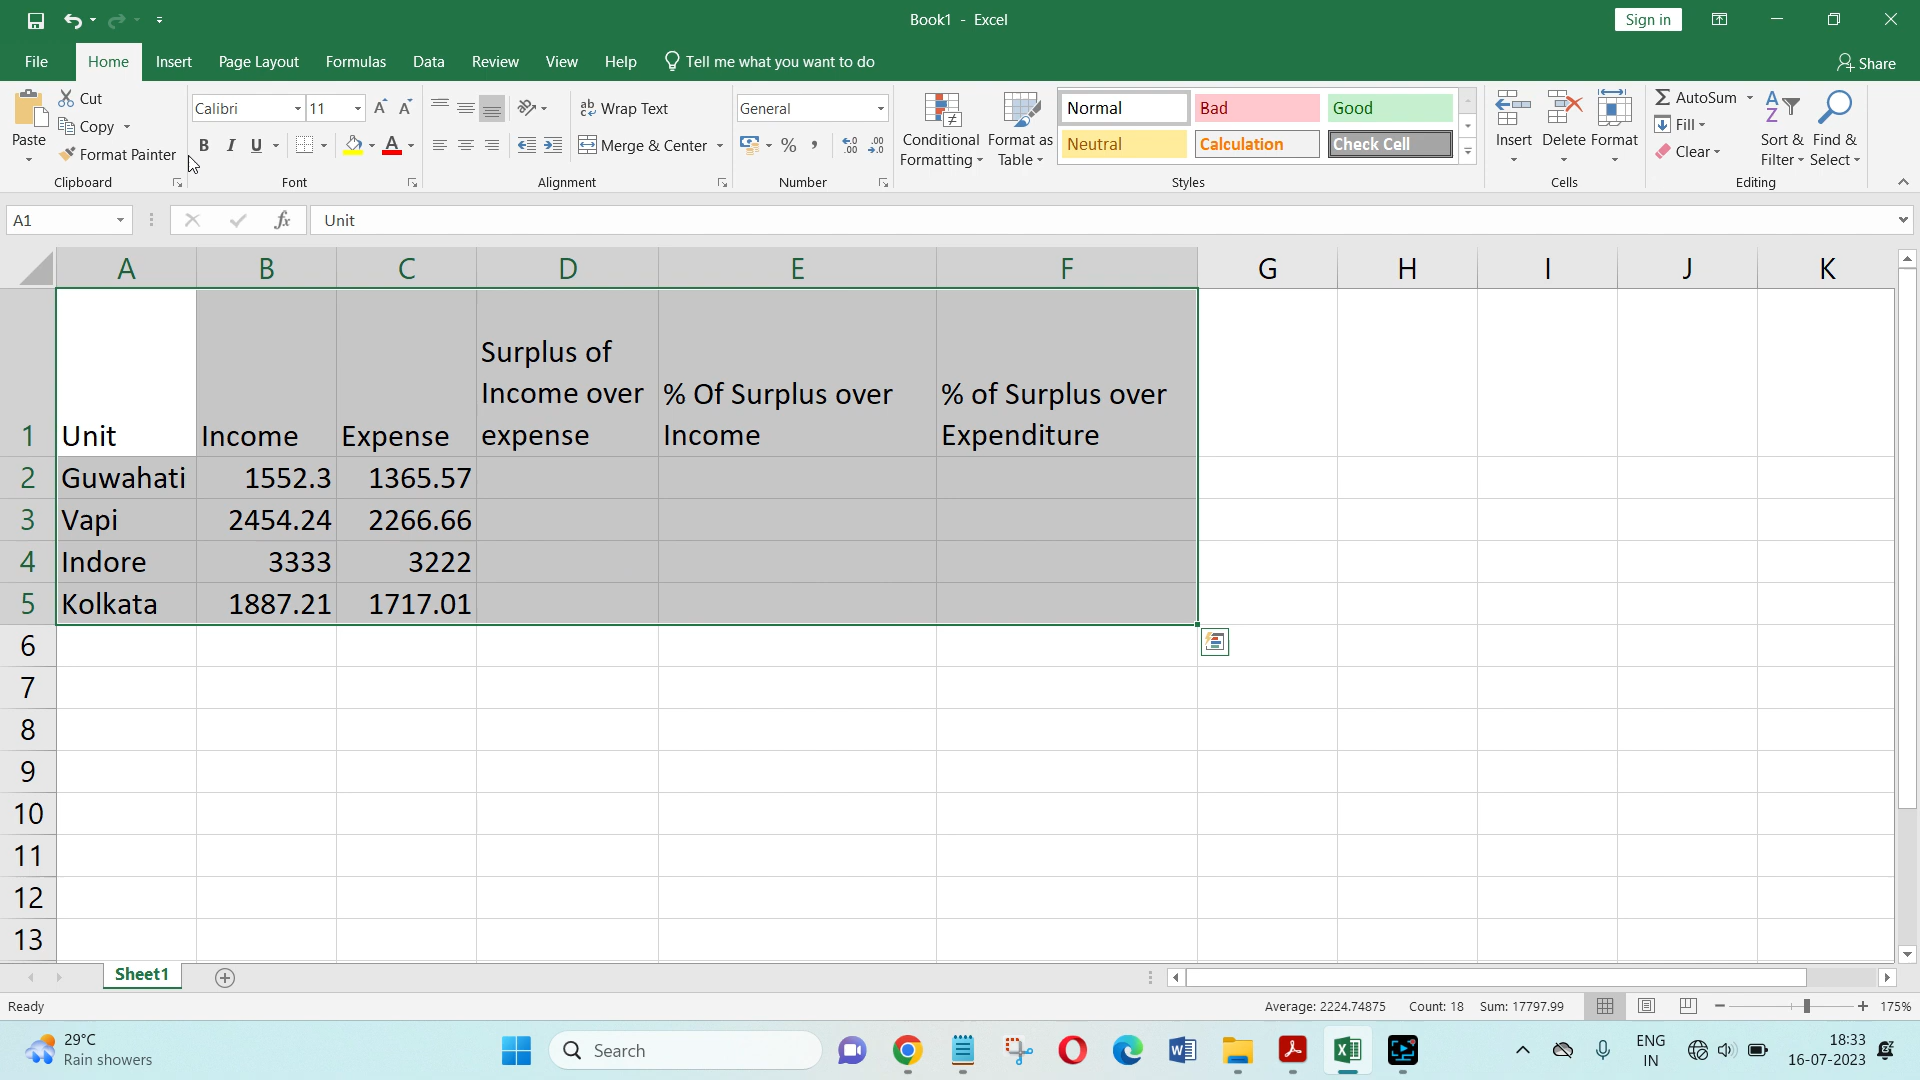 Book1 - Excel
Sign in
File Home Insert Page Layout Formulas Data Review View Help Tell me what you want to do
Share
Paste
Cut
Copy
Format Painter
Clipboard
Calibri 11
B I U
Font
Wrap Text
Merge & Center
Alignment
General
%
Number
Conditional Formatting
Format as Table
Normal Bad Good
Neutral Calculation Check Cell
Styles
Insert Delete Format
Cells
AutoSum
Fill
Clear
Sort & Filter
Find & Select
Editing
A1 fx Unit
A B C D E F G H I J K
1 Unit Income Expense Surplus of Income over expense % Of Surplus over Income % of Surplus over Expenditure
2 Guwahati 1552.3 1365.57
3 Vapi 2454.24 2266.66
4 Indore 3333 3222
5 Kolkata 1887.21 1717.01
6
7
8
9
10
11
12
13
Sheet1
Ready Average: 2224.74875 Count: 18 Sum: 17797.99 175%
29°C
Rain showers
Search
ENG
IN
18:33
16-07-2023